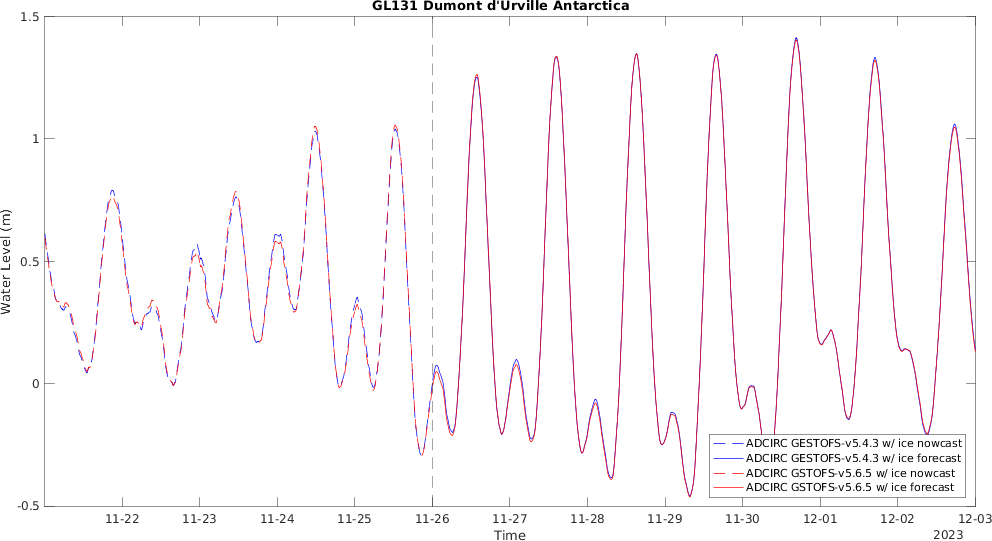 GL131 Dumont d'Urville Antarctica
Water Level (m)
1.5
1
0.5
0
-0.5
11-22
11-23
11-24
11-25
11-26
11-27
11-28
11-29
11-30
12-01
12-02
12-03
Time
2023
ADCIRC GESTOFS-v5.4.3 w/ ice nowcast
ADCIRC GESTOFS-v5.4.3 w/ ice forecast
ADCIRC GSTOFS-v5.6.5 w/ ice nowcast
ADCIRC GSTOFS-v5.6.5 w/ ice forecast